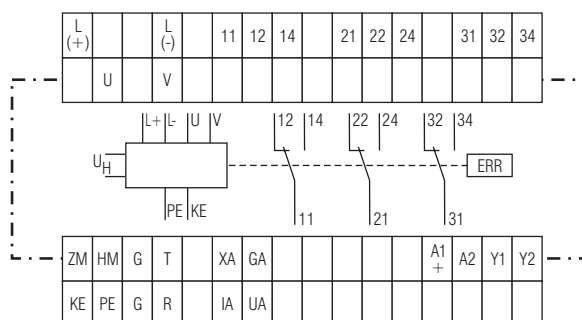 L (+) L (-) 11 12 14 21 22 24 31 32 34
U V
L+ L- U V 12 14 22 24 32 34
UH ERR
PE KE 11 21 31
ZM HM G T XA GA A1 + A2 Y1 Y2
KE PE G R IA UA